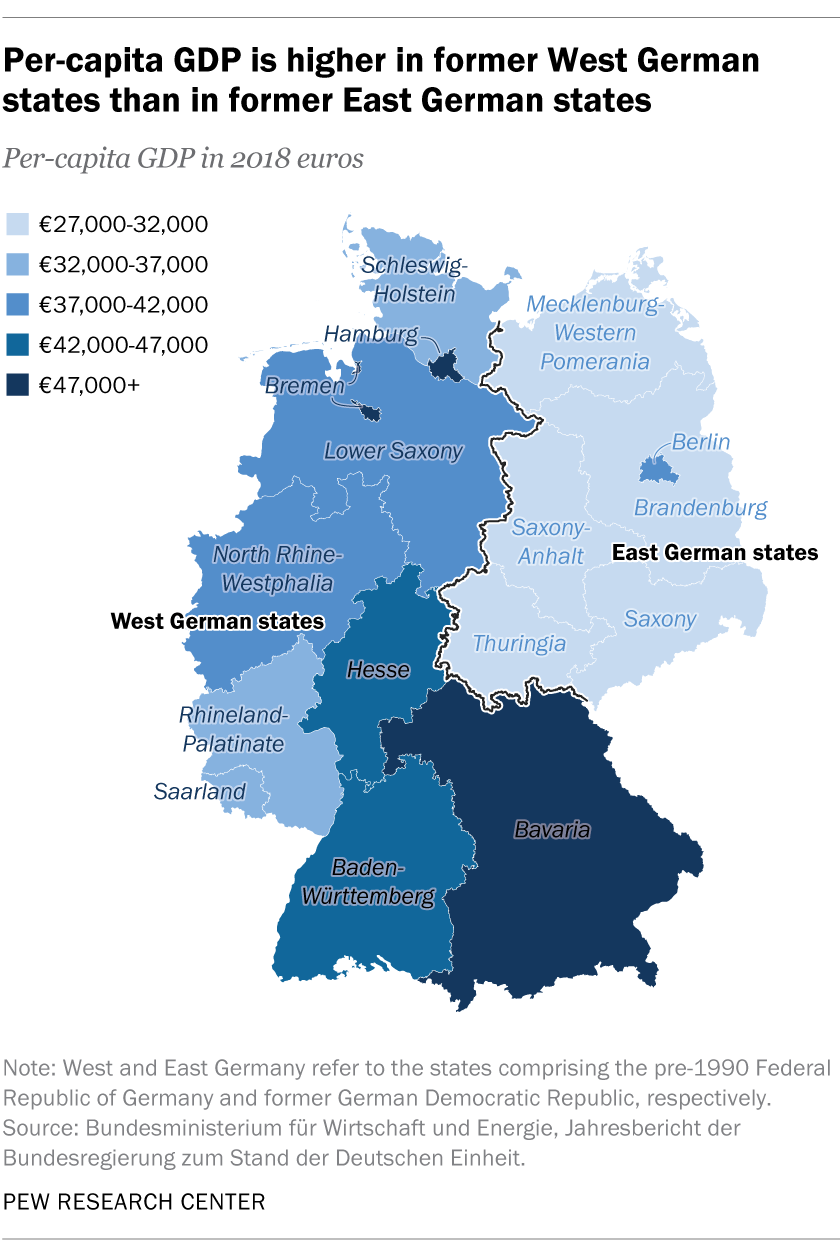 Per-capita GDP is higher in former West German
states than in former East German states
Per-capita GDP in 2018 euros
€27,000-32,000
€32,000-37,000
€37,000-42,000
€42,000-47,000
€47,000+
Schleswig-
Holstein
Mecklenburg-
Western
Pomerania
Hamburg
Bremen
Lower Saxony
Berlin
Brandenburg
Saxony-
Anhalt
East German states
North Rhine-
Westphalia
West German states
Saxony
Thuringia
Hesse
Rhineland-
Palatinate
Saarland
Bavaria
Baden-
Württemberg
Note: West and East Germany refer to the states comprising the pre-1990 Federal
Republic of Germany and former German Democratic Republic, respectively.
Source: Bundesministerium für Wirtschaft und Energie, Jahresbericht der
Bundesregierung zum Stand der Deutschen Einheit.
PEW RESEARCH CENTER